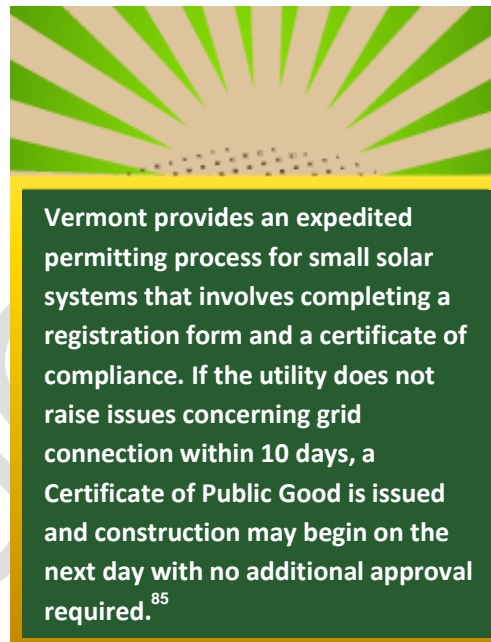 Vermont provides an expedited
permitting process for small solar
systems that involves completing a
registration form and a certificate of
compliance. If the utility does not
raise issues concerning grid
connection within 10 days, a
Certificate of Public Good is issued
and construction may begin on the
next day with no additional approval
required.85